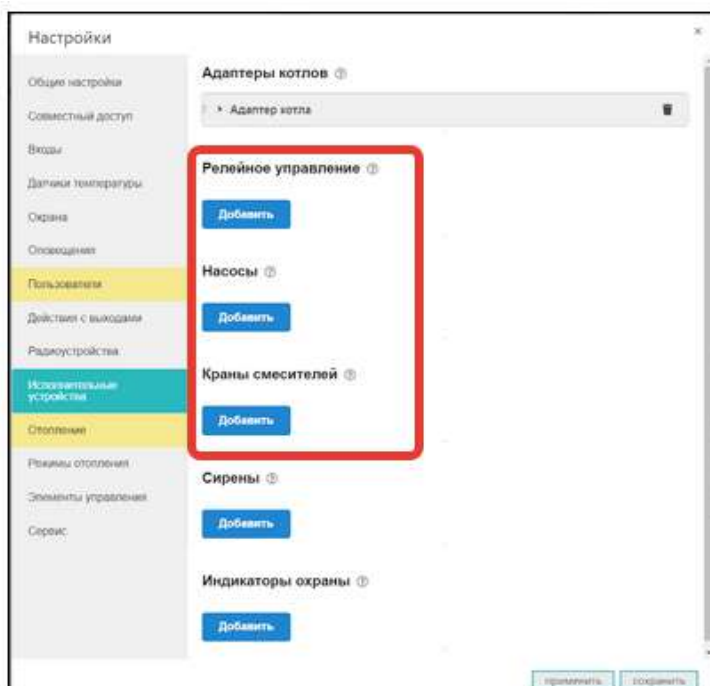 Настройки
×
Общие настройки
Совместный доступ
Входы
Датчики температуры
Охрана
Оповещения
Пользователи
Действия с выходами
Радиоустройства
Исполнительные
устройства
Отопление
Режимы отопления
Элементы управления
Сервис
Адаптеры котлов ?
Адаптер котла
Релейное управление ?
Добавить
Насосы ?
Добавить
Краны смесителей ?
Добавить
Сирены ?
Добавить
Индикаторы охраны ?
Добавить
применить
сохранить